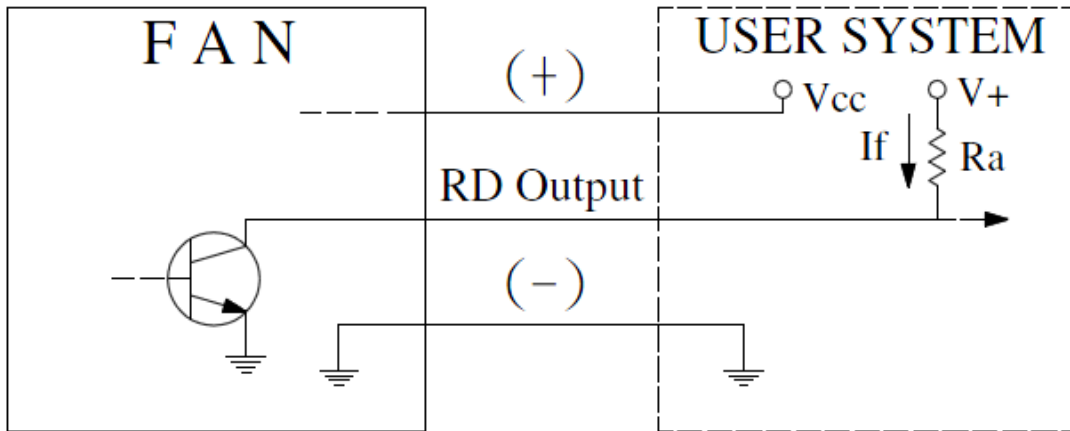 F A N
USER SYSTEM
(+)
Vcc
V+
If
Ra
RD Output
(-)